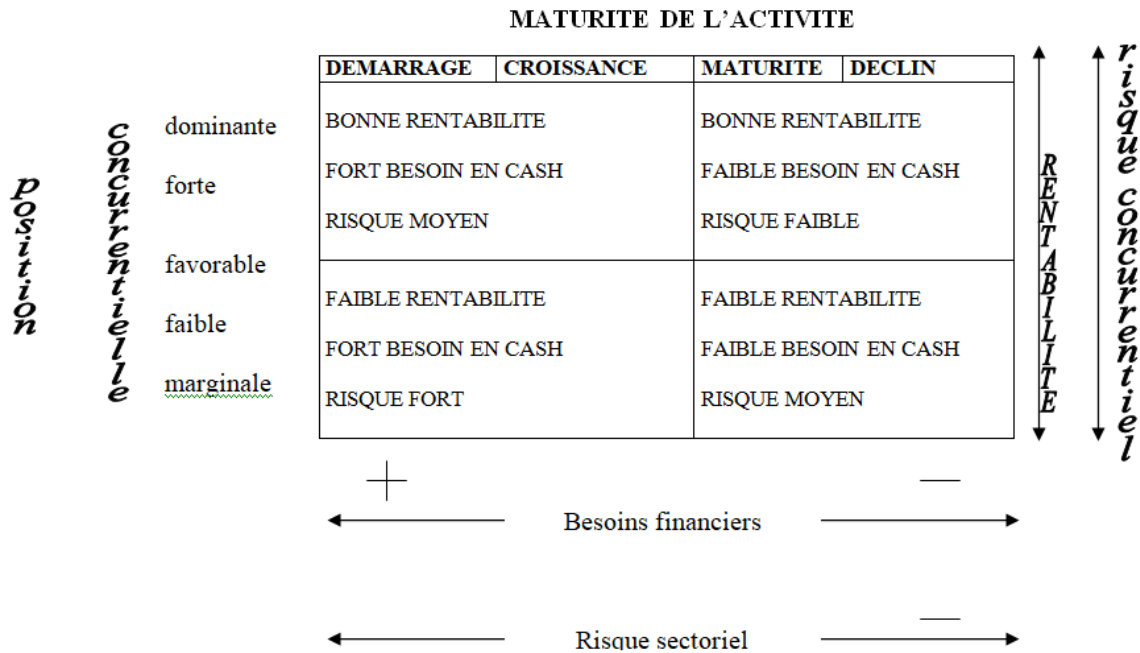 MATURITE DE L'ACTIVITE
DEMARRAGE CROISSANCE MATURITE DECLIN
position
concurrentielle
dominante
forte
favorable
faible
marginale
BONNE RENTABILITE
FORT BESOIN EN CASH
RISQUE MOYEN
BONNE RENTABILITE
FAIBLE BESOIN EN CASH
RISQUE FAIBLE
FAIBLE RENTABILITE
FORT BESOIN EN CASH
RISQUE FORT
FAIBLE RENTABILITE
FAIBLE BESOIN EN CASH
RISQUE MOYEN
RENTABILITE
risque concurrentiel
+ —
Besoins financiers
—
Risque sectoriel